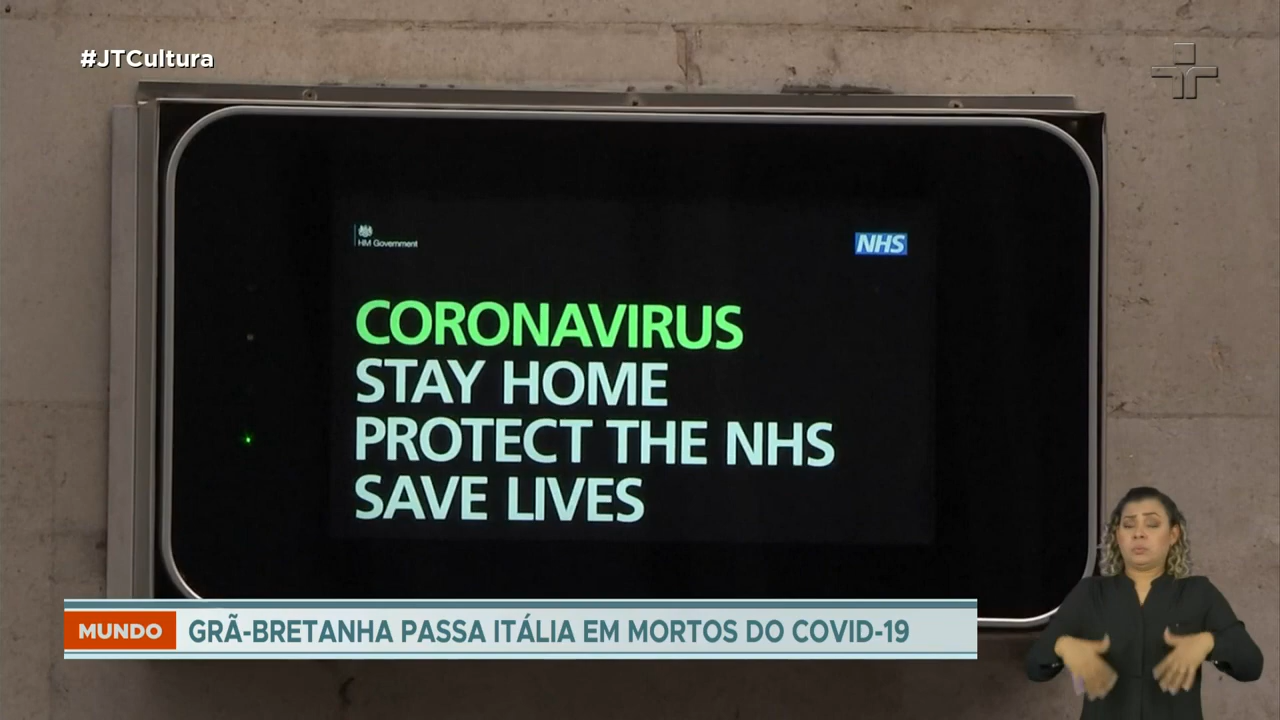 #JTCultura
HM Government
NHS
CORONAVIRUS
STAY HOME
PROTECT THE NHS
SAVE LIVES
MUNDO
GRÃ-BRETANHA PASSA ITÁLIA EM MORTOS DO COVID-19